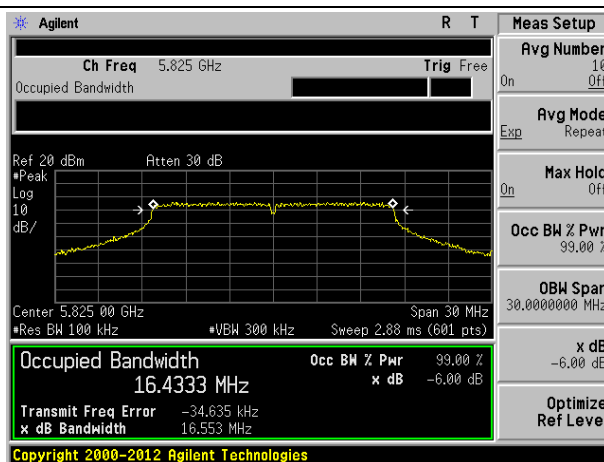 Agilent R T Meas Setup
Avg Number
10
On Off
Ch Freq 5.825 GHz Trig Free
Occupied Bandwidth
Avg Mode
Exp Repeat
Ref 20 dBm Atten 30 dB
#Peak
Log
10
dB/
Max Hold
On Off
Occ BW % Pwr
99.00 %
OBW Span
30.0000000 MHz
Center 5.825 00 GHz Span 30 MHz
#Res BW 100 kHz #VBW 300 kHz Sweep 2.88 ms (601 pts)
Occupied Bandwidth Occ BW % Pwr 99.00 %
16.4333 MHz x dB -6.00 dB
x dB
-6.00 dB
Transmit Freq Error -34.635 kHz
x dB Bandwidth 16.553 MHz
Optimize
Ref Level
Copyright 2000-2012 Agilent Technologies